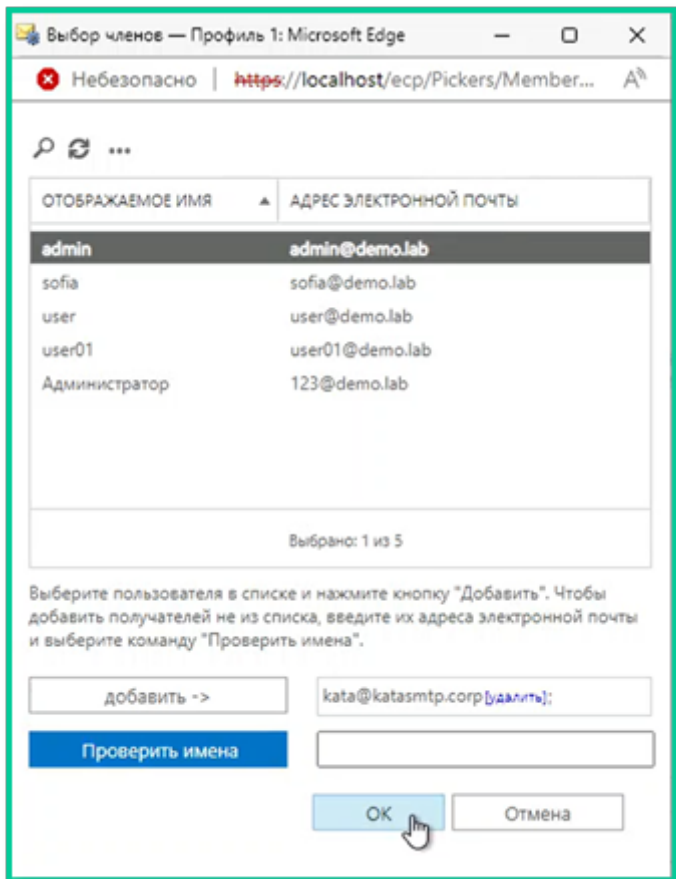 Выбор членов — Профиль 1: Microsoft Edge
Небезопасно | https://localhost/ecp/Pickers/Member... A
...
ОТОБРАЖАЕМОЕ ИМЯ АДРЕС ЭЛЕКТРОННОЙ ПОЧТЫ
admin admin@demo.lab
sofia sofia@demo.lab
user user@demo.lab
user01 user01@demo.lab
Администратор 123@demo.lab
Выбрано: 1 из 5
Выберите пользователя в списке и нажмите кнопку "Добавить". Чтобы
добавить получателей не из списка, введите их адреса электронной почты
и выберите команду "Проверить имена".
добавить -> kata@katasmtp.corp[удалить];
Проверить имена
ОК Отмена